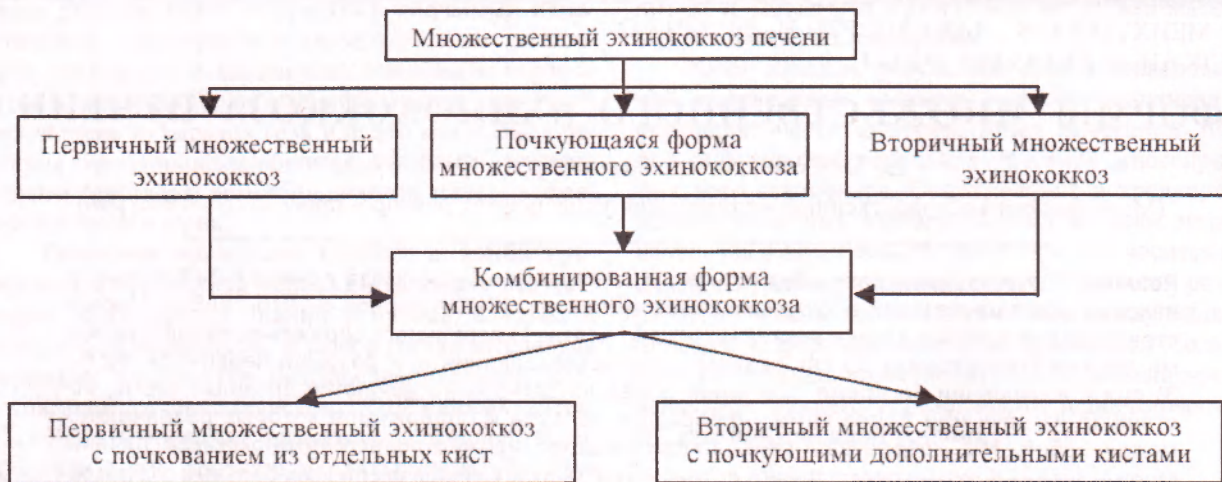 Множественный эхинококкоз печени
Первичный множественный
эхинококкоз
Почкующаяся форма
множественного эхинококкоза
Вторичный множественный
эхинококкоз
Комбинированная форма
множественного эхинококкоза
Первичный множественный эхинококкоз
с почкованием из отдельных кист
Вторичный множественный эхинококкоз
с почкующими дополнительными кистами